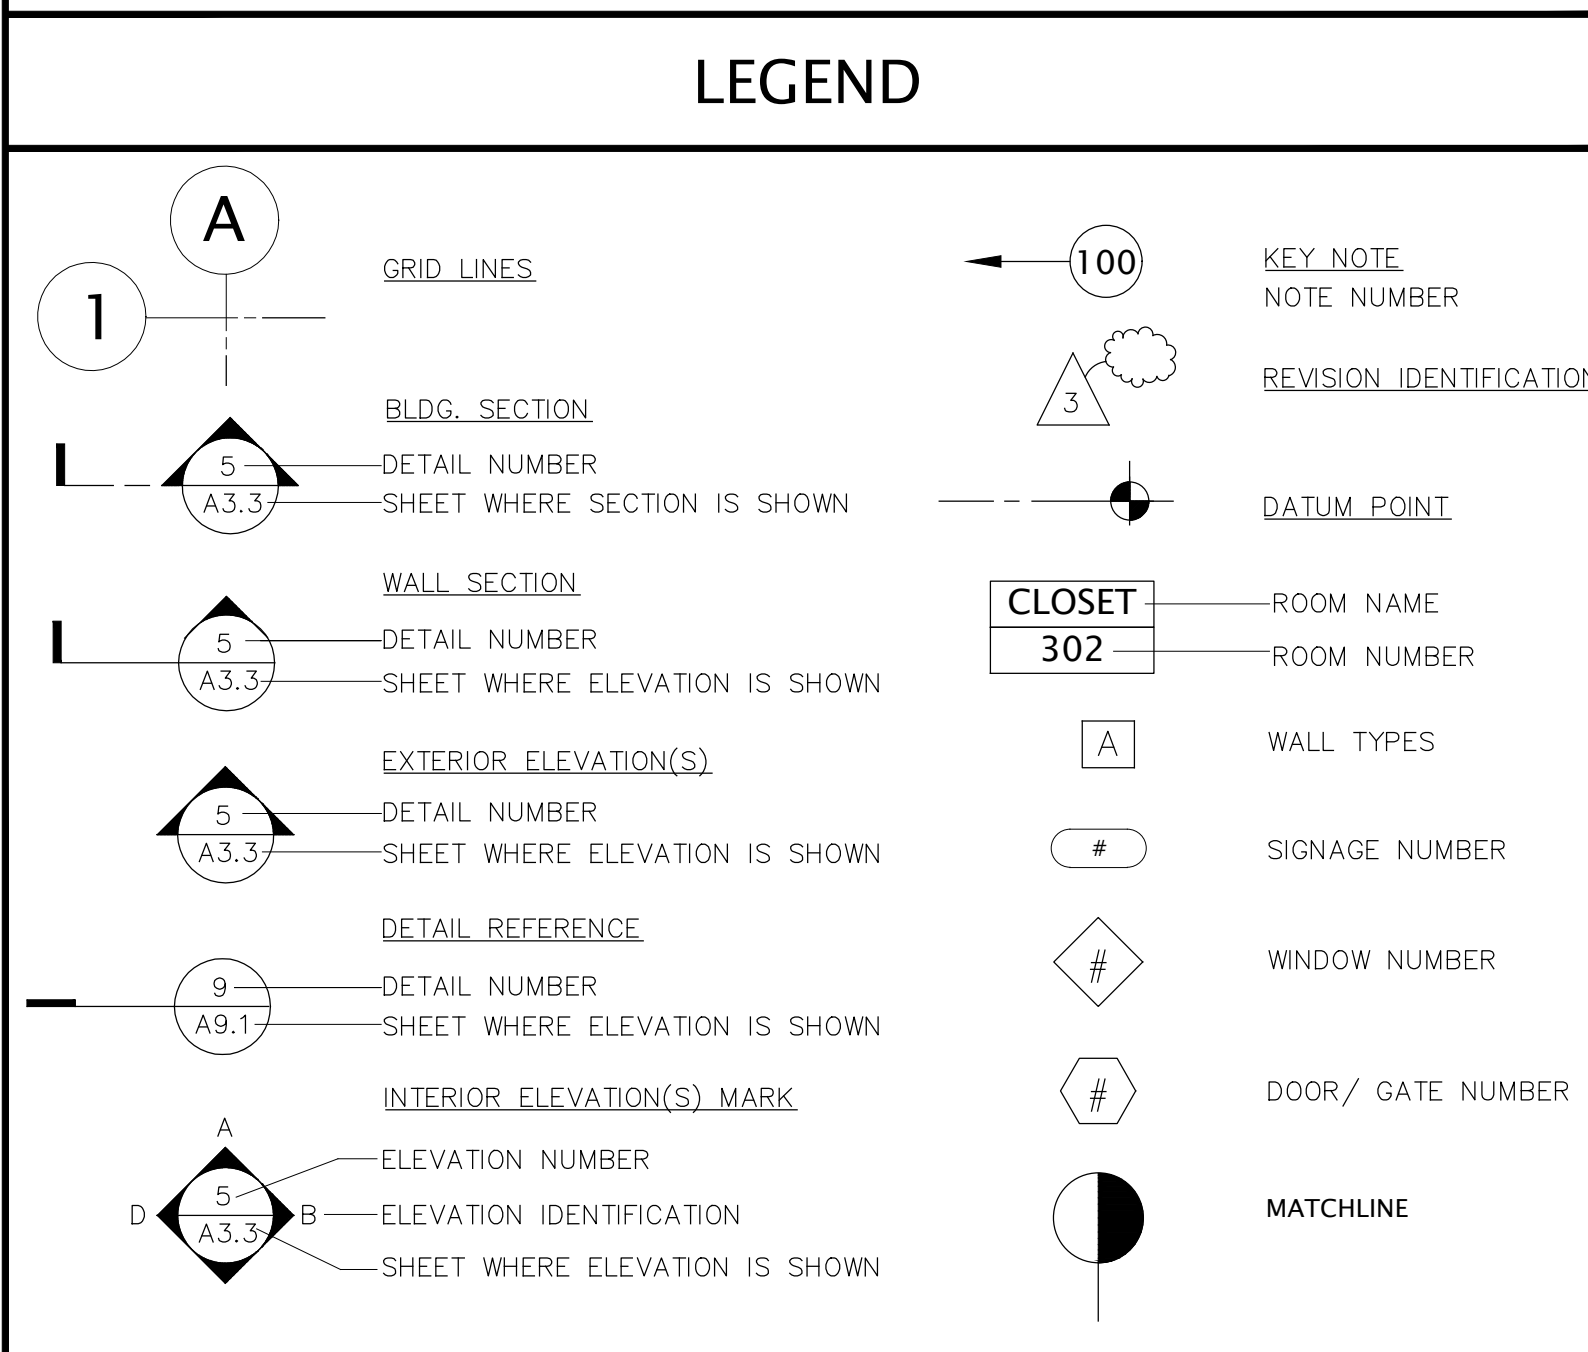 LEGEND
A
1
GRID LINES
BLDG. SECTION
5
DETAIL NUMBER
A3.3
SHEET WHERE SECTION IS SHOWN
WALL SECTION
5
DETAIL NUMBER
A3.3
SHEET WHERE ELEVATION IS SHOWN
EXTERIOR ELEVATION(S)
5
DETAIL NUMBER
A3.3
SHEET WHERE ELEVATION IS SHOWN
DETAIL REFERENCE
9
DETAIL NUMBER
A9.1
SHEET WHERE ELEVATION IS SHOWN
INTERIOR ELEVATION(S) MARK
A
ELEVATION NUMBER
5
D
B
ELEVATION IDENTIFICATION
A3.3
SHEET WHERE ELEVATION IS SHOWN
100
KEY NOTE
NOTE NUMBER
3
REVISION IDENTIFICATION
DATUM POINT
CLOSET
ROOM NAME
302
ROOM NUMBER
A
WALL TYPES
#
SIGNAGE NUMBER
#
WINDOW NUMBER
#
DOOR/ GATE NUMBER
MATCHLINE